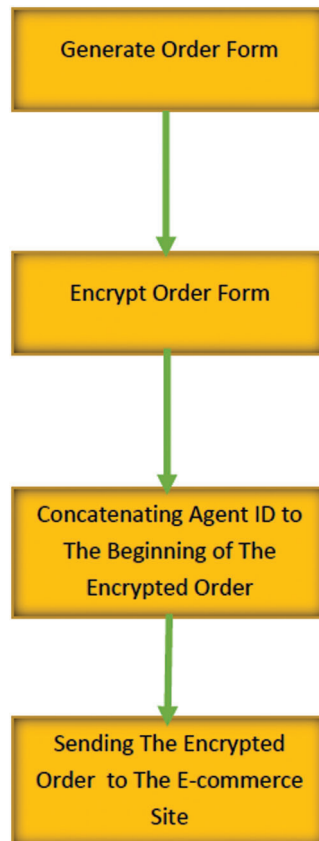 Generate Order Form
Encrypt Order Form
Concatenating Agent ID to
The Beginning of The
Encrypted Order
Sending The Encrypted
Order to The E-commerce
Site